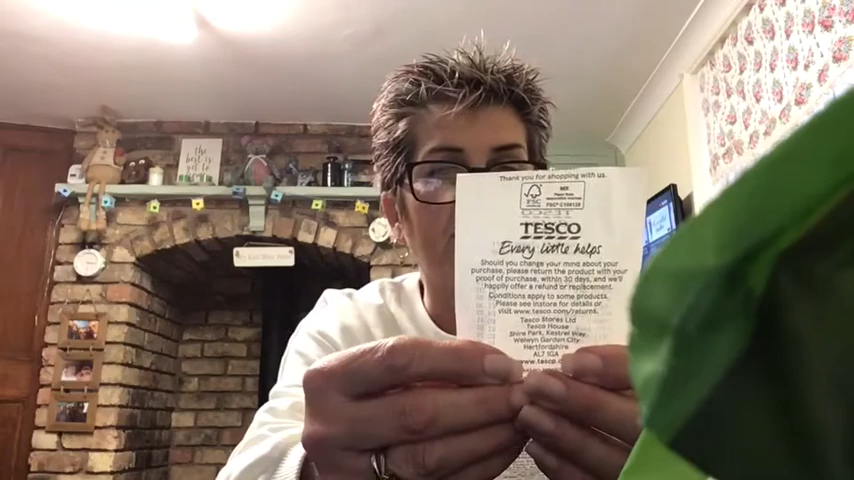 Thank you for shopping with us.
FSC
MIX
TESCO
Every little helps
Should you change your mind about your
purchase, please return the product with your
proof of purchase, within 30 days, and we'll
happily offer a refund or replacement.
Conditions apply to some products.
Please see instore for details or
visit www.tesco.com/returns
Tesco Stores Ltd
Tesco House
Shire Park, Kestrel Way
Welwyn Garden City
Hertfordshire
AL7 1GA
www.tesco.
the best
is yet to